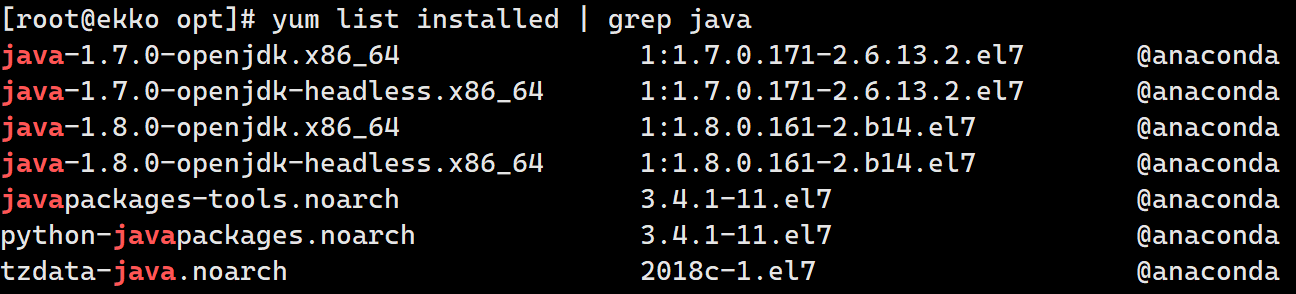 [root@ekko opt]# yum list installed | grep java
java-1.7.0-openjdk.x86_64 1:1.7.0.171-2.6.13.2.el7 @anaconda
java-1.7.0-openjdk-headless.x86_64 1:1.7.0.171-2.6.13.2.el7 @anaconda
java-1.8.0-openjdk.x86_64 1:1.8.0.161-2.b14.el7 @anaconda
java-1.8.0-openjdk-headless.x86_64 1:1.8.0.161-2.b14.el7 @anaconda
javapackages-tools.noarch 3.4.1-11.el7 @anaconda
python-javapackages.noarch 3.4.1-11.el7 @anaconda
tzdata-java.noarch 2018c-1.el7 @anaconda